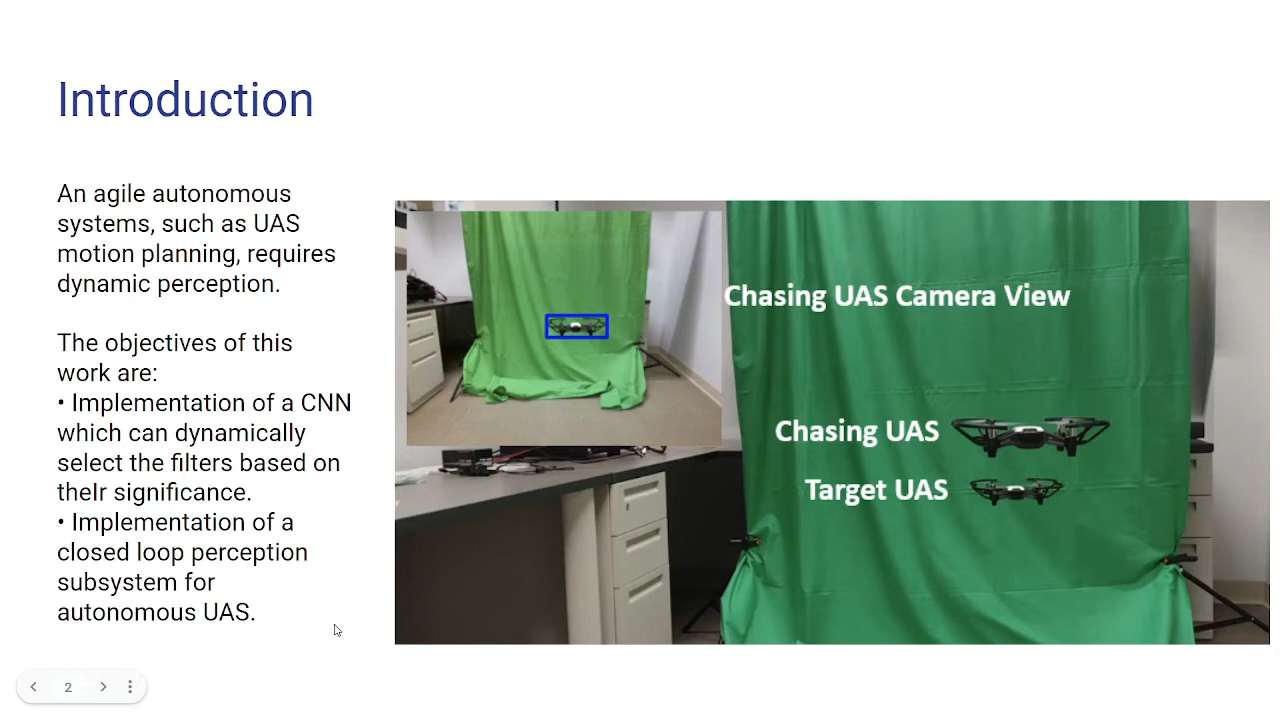 Introduction
An agile autonomous
systems, such as UAS
motion planning, requires
dynamic perception.
The objectives of this
work are:
• Implementation of a CNN
which can dynamically
select the filters based on
theIr significance.
• Implementation of a
closed loop perception
subsystem for
autonomous UAS.
Chasing UAS Camera View
Chasing UAS
Target UAS
2